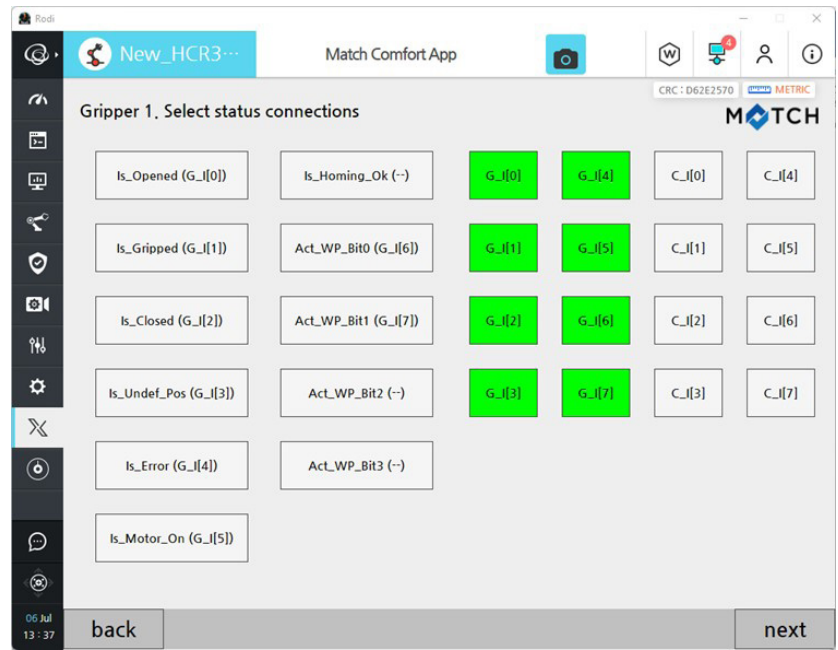 Rodi
New_HCR3···
Match Comfort App
W
4
CRC : D62E2570
METRIC
Gripper 1. Select status connections
MATCH
Is_Opened (G_I[0])
Is_Homing_Ok (--)
G_I[0]
G_I[4]
C_I[0]
C_I[4]
Is_Gripped (G_I[1])
Act_WP_Bit0 (G_I[6])
G_I[1]
G_I[5]
C_I[1]
C_I[5]
Is_Closed (G_I[2])
Act_WP_Bit1 (G_I[7])
G_I[2]
G_I[6]
C_I[2]
C_I[6]
Is_Undef_Pos (G_I[3])
Act_WP_Bit2 (--)
G_I[3]
G_I[7]
C_I[3]
C_I[7]
Is_Error (G_I[4])
Act_WP_Bit3 (--)
Is_Motor_On (G_I[5])
06 Jul
13 : 37
back
next